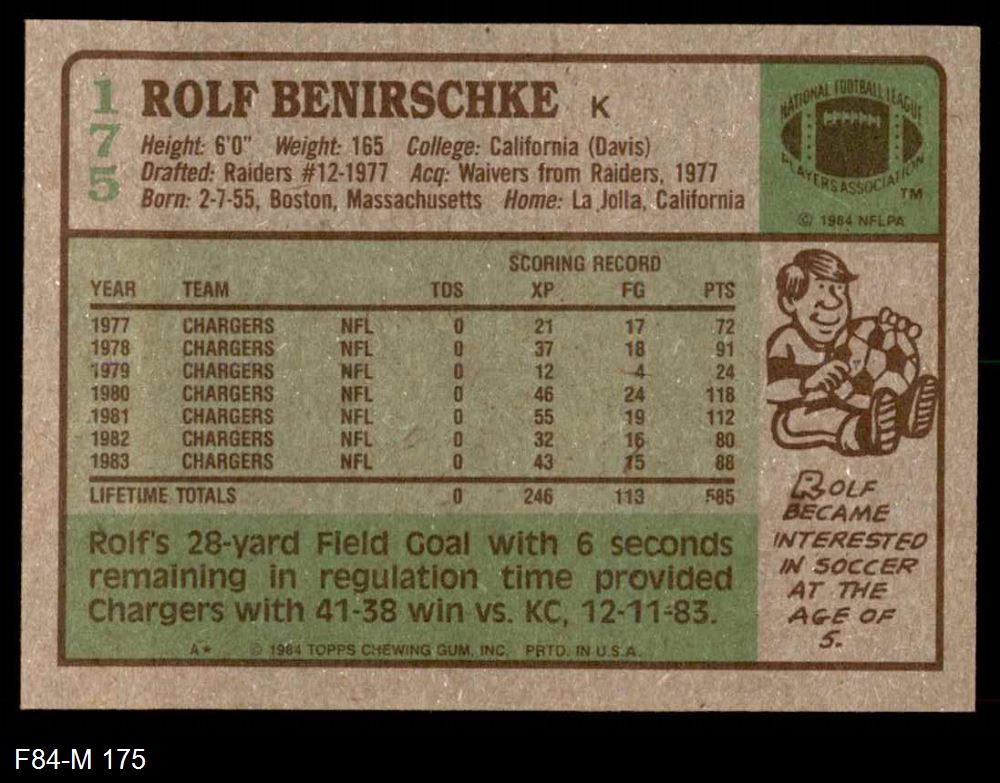 175
ROLF BENIRSCHKE K
Height: 6'0" Weight: 165 College: California (Davis)
Drafted: Raiders #12-1977 Acq: Waivers from Raiders, 1977
Born: 2-7-55, Boston, Massachusetts Home: La Jolla, California
NATIONAL FOOTBALL LEAGUE
PLAYERS ASSOCIATION
TM
© 1984 NFLPA
SCORING RECORD
YEAR TEAM TDS XP FG PTS
1977 CHARGERS NFL 0 21 17 72
1978 CHARGERS NFL 0 37 18 91
1979 CHARGERS NFL 0 12 4 24
1980 CHARGERS NFL 0 46 24 118
1981 CHARGERS NFL 0 55 19 112
1982 CHARGERS NFL 0 32 16 80
1983 CHARGERS NFL 0 43 15 88
LIFETIME TOTALS 0 246 113 585
Rolf's 28-yard Field Goal with 6 seconds
remaining in regulation time provided
Chargers with 41-38 win vs. KC, 12-11-83.
A* © 1984 TOPPS CHEWING GUM, INC. PRTD. IN U.S.A.
ROLF
BECAME
INTERESTED
IN SOCCER
AT THE
AGE OF
5.
F84-M 175